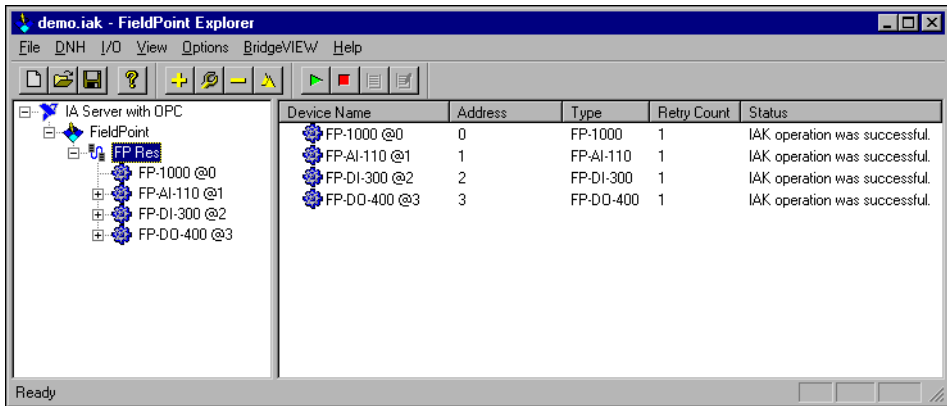 demo.iak - FieldPoint Explorer
File DNH I/O View Options BridgeVIEW Help
IA Server with OPC
FieldPoint
FP Res
FP-1000 @0
FP-AI-110 @1
FP-DI-300 @2
FP-DO-400 @3
Device Name Address Type Retry Count Status
FP-1000 @0 0 FP-1000 1 IAK operation was successful.
FP-AI-110 @1 1 FP-AI-110 1 IAK operation was successful.
FP-DI-300 @2 2 FP-DI-300 1 IAK operation was successful.
FP-DO-400 @3 3 FP-DO-400 1 IAK operation was successful.
Ready